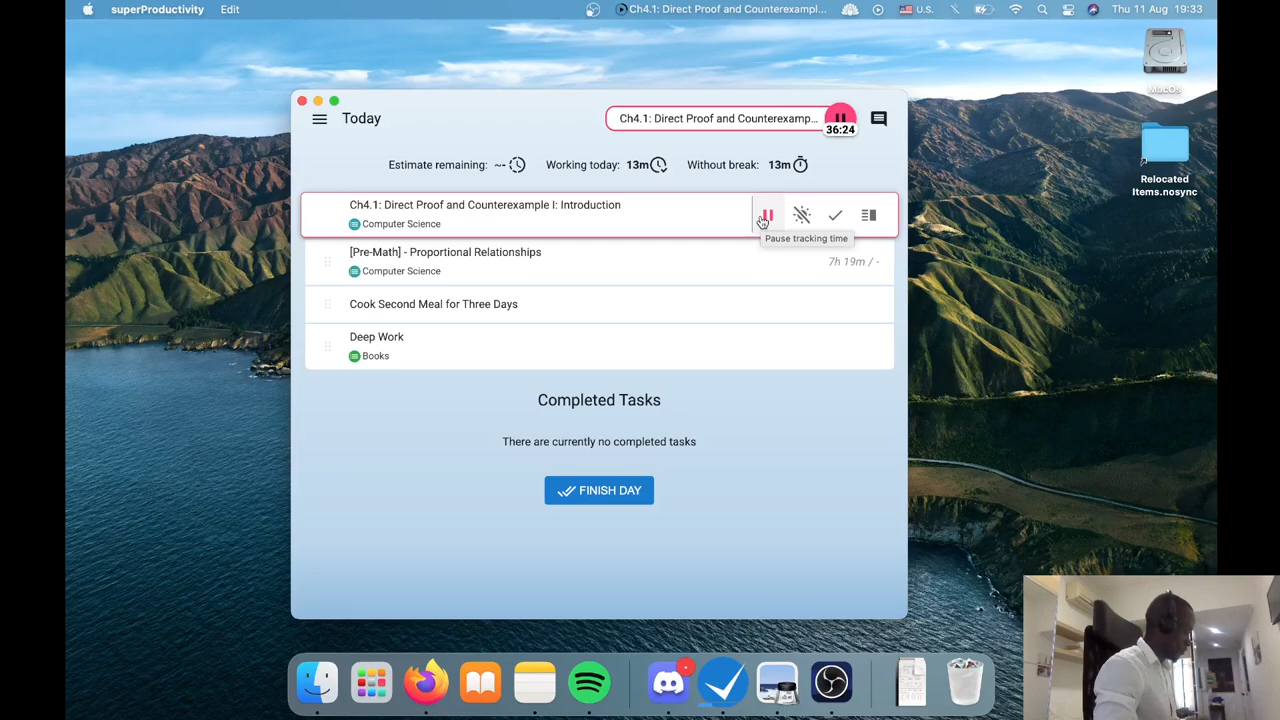 superProductivity Edit Ch4.1: Direct Proof and Counterexampl... U.S. Thu 11 Aug 19:33
MacOs
Relocated
Items.nosync
Today Ch4.1: Direct Proof and Counterexamp...
36:24
Estimate remaining: ~- Working today: 13m Without break: 13m
Ch4.1: Direct Proof and Counterexample I: Introduction
Computer Science
Pause tracking time
[Pre-Math] - Proportional Relationships
Computer Science
7h 19m / -
Cook Second Meal for Three Days
Deep Work
Books
Completed Tasks
There are currently no completed tasks
FINISH DAY